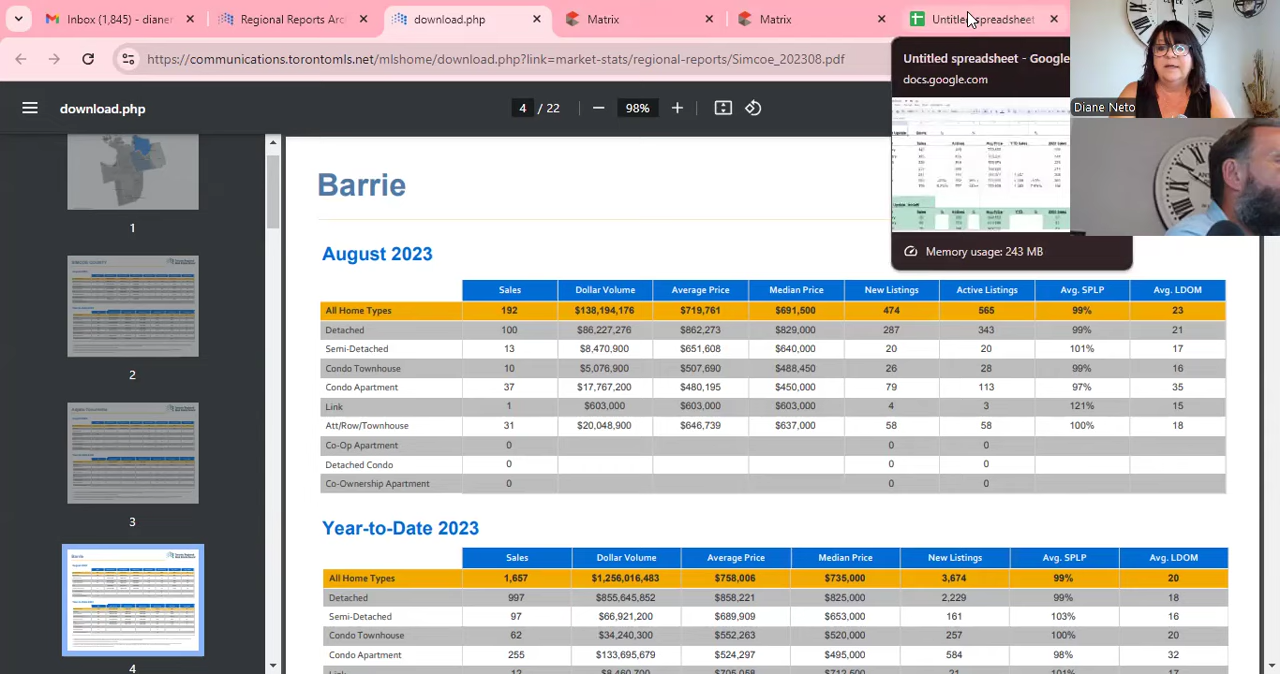 Inbox (1,845) - dianer
Regional Reports Arc
download.php
Matrix
Matrix
Untitled spreadsheet
https://communications.torontomls.net/mlshome/download.php?link=market-stats/regional-reports/Simcoe_202308.pdf
Untitled spreadsheet - Google
docs.google.com
Memory usage: 243 MB
Diane Neto
download.php
4 / 22
98%
1
2
3
4
Barrie
August 2023
Sales Dollar Volume Average Price Median Price New Listings Active Listings Avg. SPLP Avg. LDOM
All Home Types 192 $138,194,176 $719,761 $691,500 474 565 99% 23
Detached 100 $86,227,276 $862,273 $829,000 287 343 99% 21
Semi-Detached 13 $8,470,900 $651,608 $640,000 20 20 101% 17
Condo Townhouse 10 $5,076,900 $507,690 $488,450 26 28 99% 16
Condo Apartment 37 $17,767,200 $480,195 $450,000 79 113 97% 35
Link 1 $603,000 $603,000 $603,000 4 3 121% 15
Att/Row/Townhouse 31 $20,048,900 $646,739 $637,000 58 58 100% 18
Co-Op Apartment 0 0 0
Detached Condo 0 0 0
Co-Ownership Apartment 0 0 0
Year-to-Date 2023
Sales Dollar Volume Average Price Median Price New Listings Avg. SPLP Avg. LDOM
All Home Types 1,657 $1,256,016,483 $758,006 $735,000 3,674 99% 20
Detached 997 $855,645,852 $858,221 $825,000 2,229 99% 18
Semi-Detached 97 $66,921,200 $689,909 $653,000 161 103% 16
Condo Townhouse 62 $34,240,300 $552,263 $520,000 257 100% 20
Condo Apartment 255 $133,695,679 $524,297 $495,000 584 98% 32
Link 12 $8,460,700 $705,058 $712,500 21 101% 17